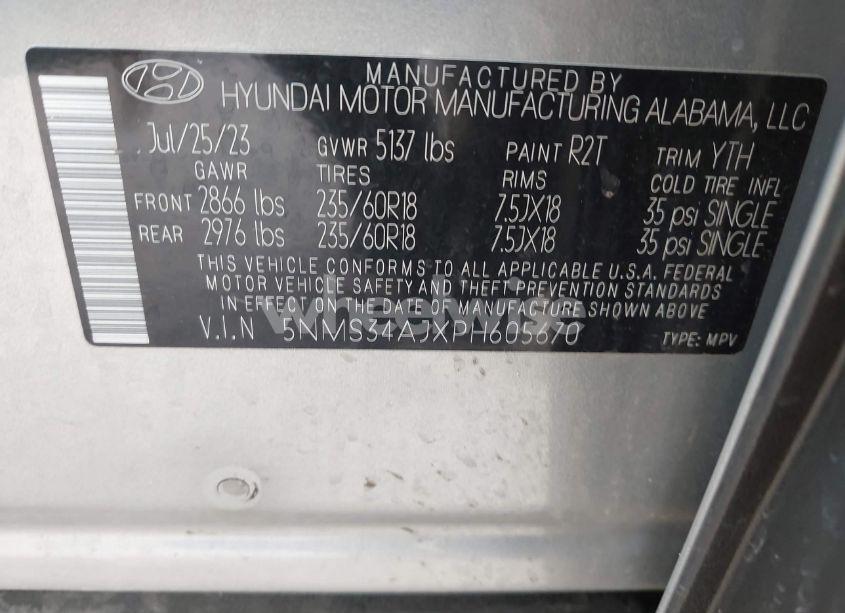 MANUFACTURED BY
HYUNDAI MOTOR MANUFACTURING ALABAMA, LLC
Jul/25/23 GVWR 5137 lbs PAINT R2T TRIM YTH
GAWR TIRES RIMS COLD TIRE INFL
FRONT 2866 lbs 235/60R18 7.5JX18 35 psi SINGLE
REAR 2976 lbs 235/60R18 7.5JX18 35 psi SINGLE
THIS VEHICLE CONFORMS TO ALL APPLICABLE U.S.A. FEDERAL
MOTOR VEHICLE SAFETY AND THEFT PREVENTION STANDARDS
IN EFFECT ON THE DATE OF MANUFACTURE SHOWN ABOVE
wheelwise
V.I.N 5NMS34AJXPH605670 TYPE: MPV